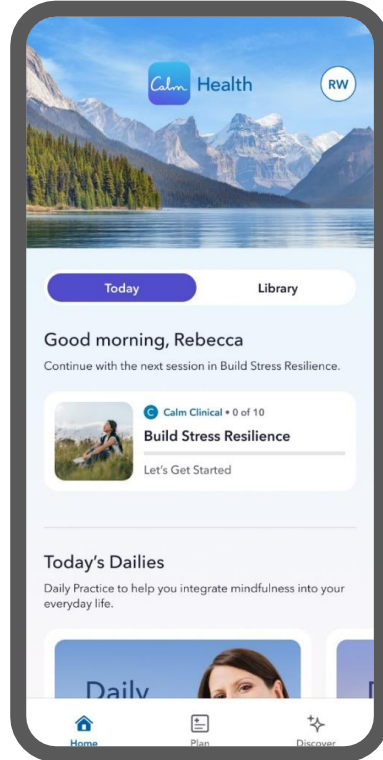 Calm Health
RW
Today
Library
Good morning, Rebecca
Continue with the next session in Build Stress Resilience.
C Calm Clinical • 0 of 10
Build Stress Resilience
Let's Get Started
Today's Dailies
Daily Practice to help you integrate mindfulness into your
everyday life.
Daily
Home
Plan
Discover